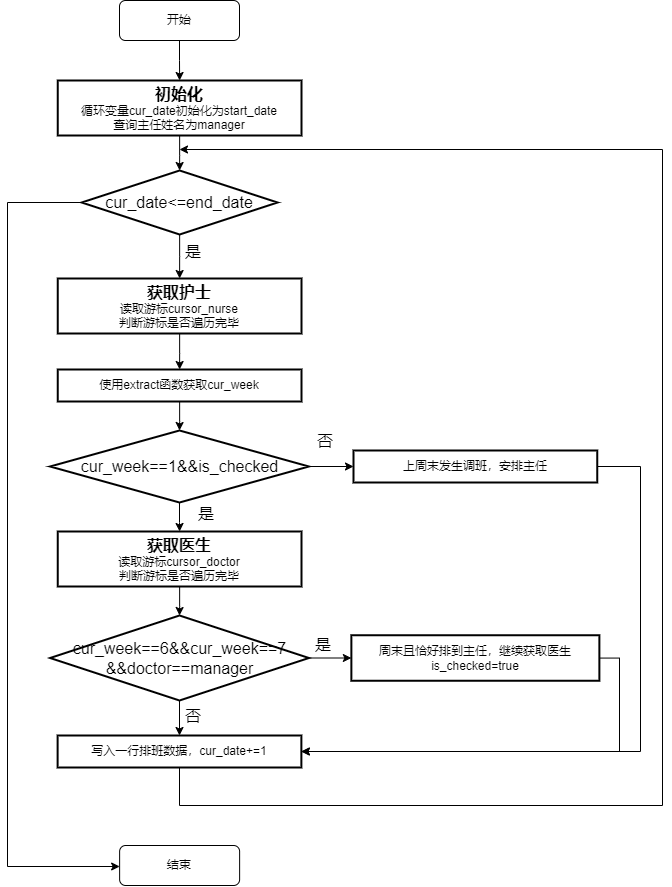 开始
初始化
循环变量cur_date初始化为start_date
查询主任姓名为manager
cur_date<=end_date
是
获取护士
读取游标cursor_nurse
判断游标是否遍历完毕
使用extract函数获取cur_week
否
cur_week==1&&is_checked
上周末发生调班，安排主任
是
获取医生
读取游标cursor_doctor
判断游标是否遍历完毕
cur_week==6&&cur_week==7
&&doctor==manager
是
周末且恰好排到主任，继续获取医生
is_checked=true
否
写入一行排班数据，cur_date+=1
结束